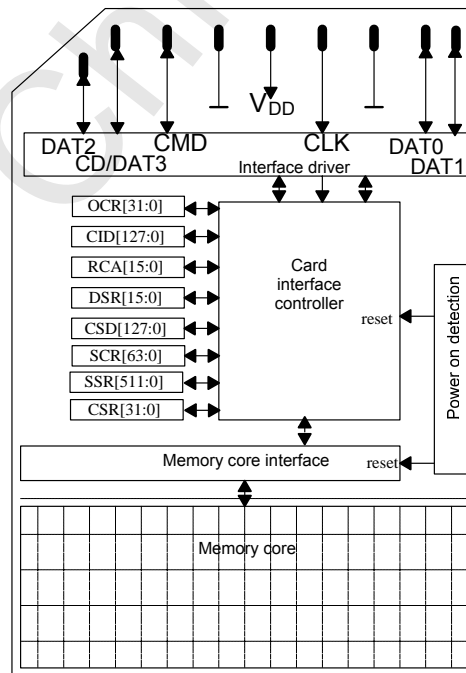 Chi
V_DD
DAT2
CMD
CLK
DAT0
CD/DAT3
DAT1
Interface driver
OCR[31:0]
CID[127:0]
RCA[15:0]
DSR[15:0]
CSD[127:0]
SCR[63:0]
SSR[511:0]
CSR[31:0]
Card
interface
controller
reset
Power on detection
Memory core interface
reset
Memory core